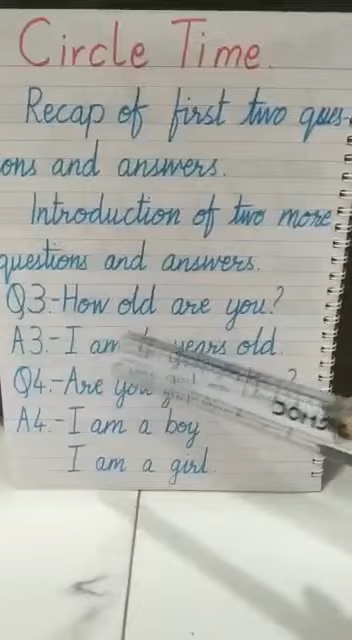 Circle Time.
Recap of first two ques-
ons and answers.
Introduction of two more
questions and answers.
Q3:-How old are you?
A3:-I am years old.
Q4:-Are you ?
A4:-I am a boy
I am a girl.